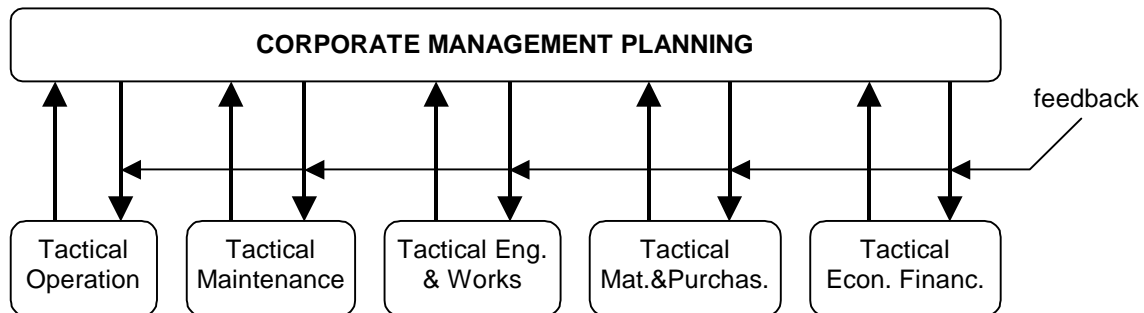 CORPORATE MANAGEMENT PLANNING
feedback
Tactical
Operation
Tactical
Maintenance
Tactical Eng.
& Works
Tactical
Mat.&Purchas.
Tactical
Econ. Financ.